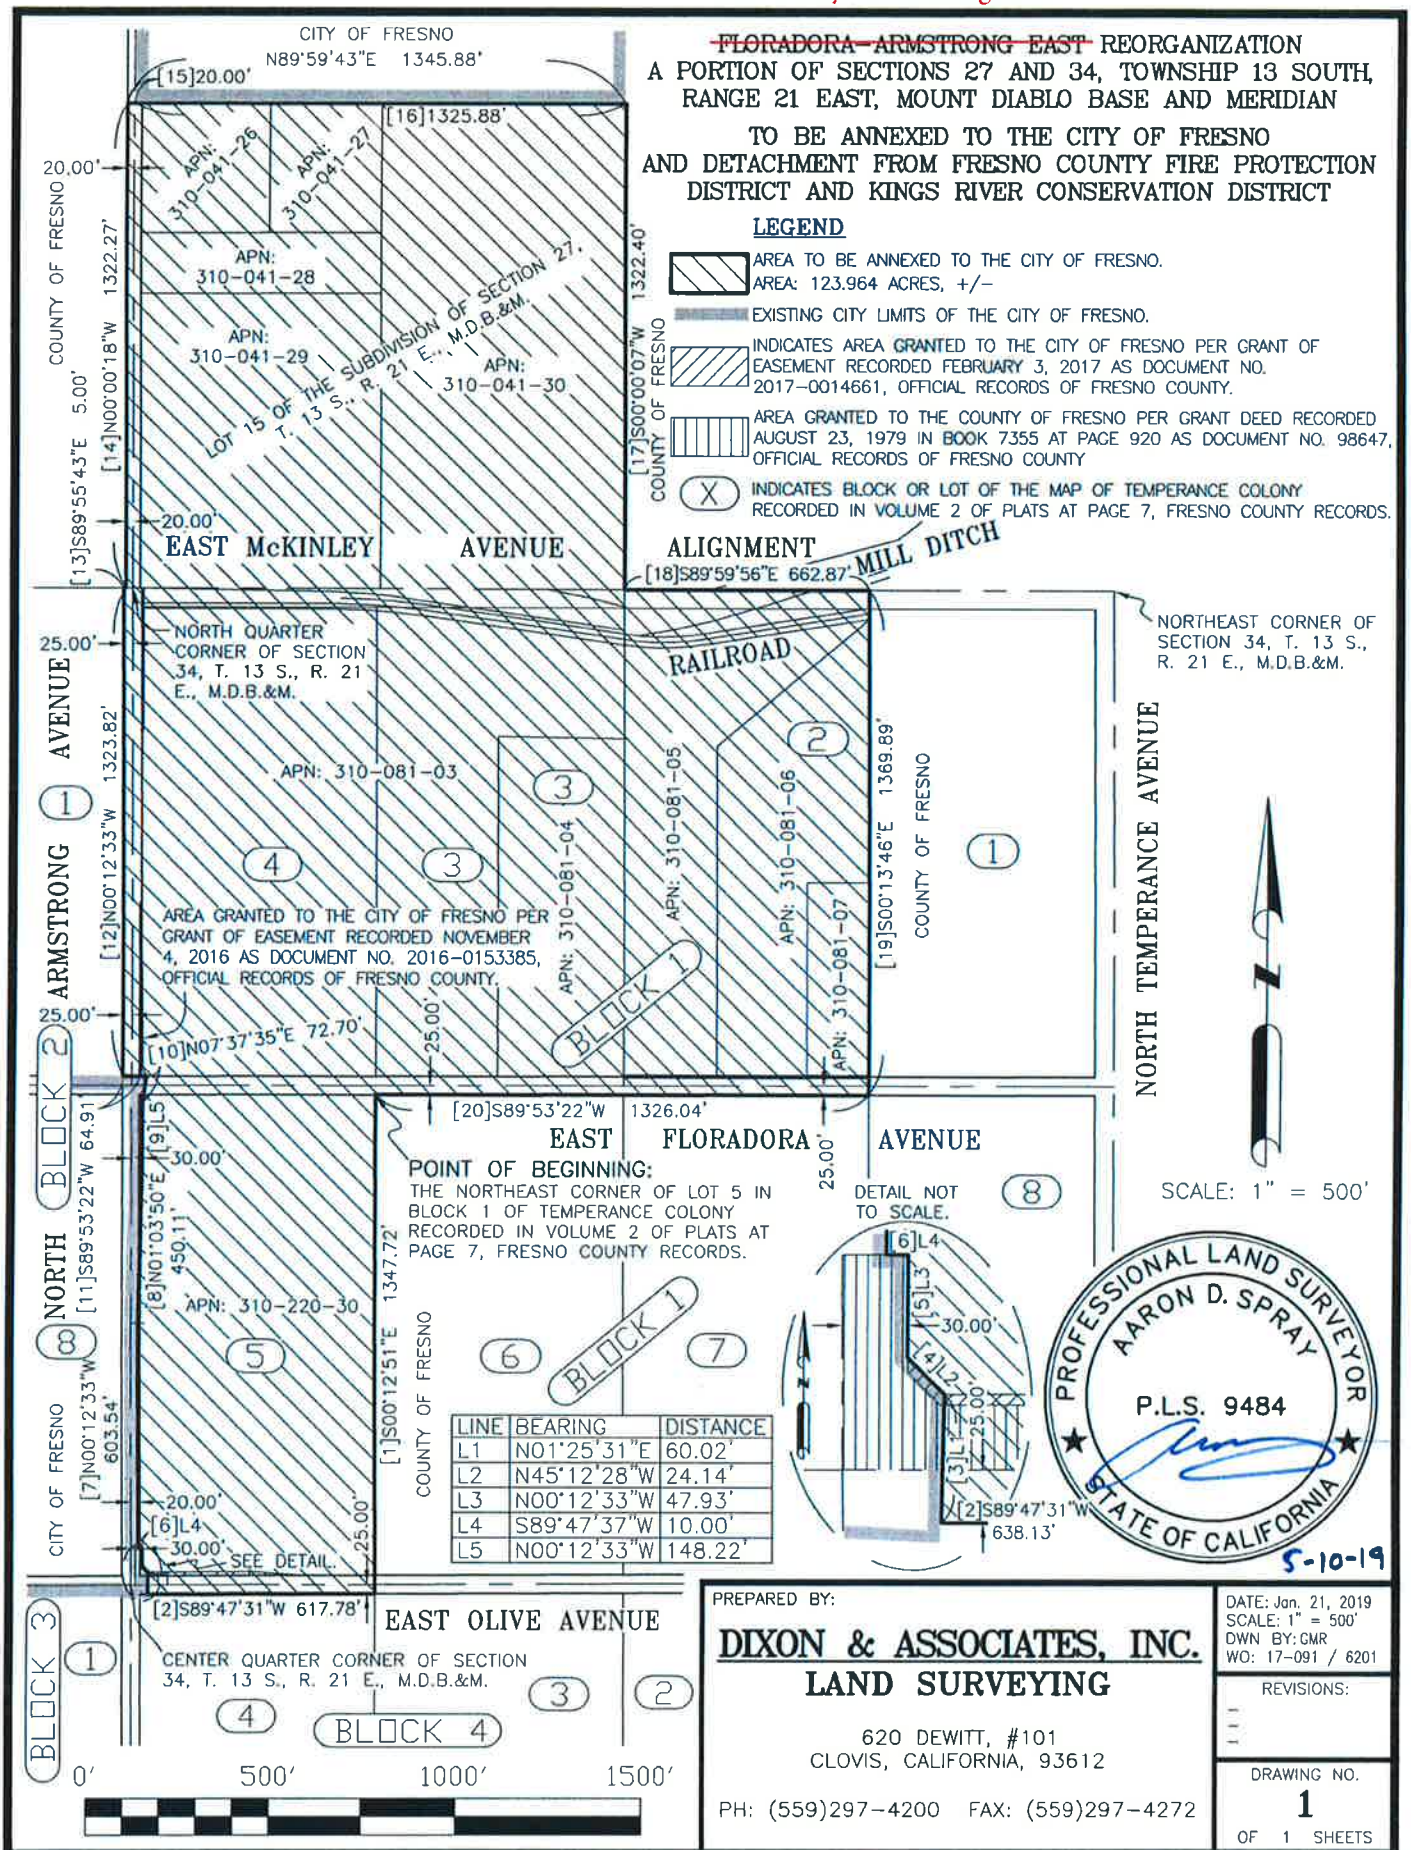 CITY OF FRESNO
N89°59'43"E 1345.88'
[15]20.00'
[16]1325.88'
FLORADORA-ARMSTRONG EAST REORGANIZATION
A PORTION OF SECTIONS 27 AND 34, TOWNSHIP 13 SOUTH,
RANGE 21 EAST, MOUNT DIABLO BASE AND MERIDIAN
TO BE ANNEXED TO THE CITY OF FRESNO
AND DETACHMENT FROM FRESNO COUNTY FIRE PROTECTION
DISTRICT AND KINGS RIVER CONSERVATION DISTRICT
LEGEND
AREA TO BE ANNEXED TO THE CITY OF FRESNO.
AREA: 123.964 ACRES, +/-
EXISTING CITY LIMITS OF THE CITY OF FRESNO.
INDICATES AREA GRANTED TO THE CITY OF FRESNO PER GRANT OF
EASEMENT RECORDED FEBRUARY 3, 2017 AS DOCUMENT NO.
2017-0014661, OFFICIAL RECORDS OF FRESNO COUNTY.
AREA GRANTED TO THE COUNTY OF FRESNO PER GRANT DEED RECORDED
AUGUST 23, 1979 IN BOOK 7355 AT PAGE 920 AS DOCUMENT NO. 98647,
OFFICIAL RECORDS OF FRESNO COUNTY
X
INDICATES BLOCK OR LOT OF THE MAP OF TEMPERANCE COLONY
RECORDED IN VOLUME 2 OF PLATS AT PAGE 7, FRESNO COUNTY RECORDS.
20.00'
APN:
310-041-26
APN:
310-041-27
APN:
310-041-28
APN:
310-041-29
APN:
310-041-30
LOT 15 OF THE SUBDIVISION OF SECTION 27,
T. 13 S., R. 21 E., M.D.B.&M.
COUNTY OF FRESNO
[14]N00°00'18"W 1322.27'
[13]S89°55'43"E 5.00'
[17]S00°00'07"W 1322.40'
COUNTY OF FRESNO
20.00'
EAST McKINLEY AVENUE ALIGNMENT
MILL DITCH
[18]S89°59'56"E 662.87'
NORTHEAST CORNER OF
SECTION 34, T. 13 S.,
R. 21 E., M.D.B.&M.
25.00'
NORTH QUARTER
CORNER OF SECTION
34, T. 13 S., R. 21
E., M.D.B.&M.
RAILROAD
[12]N00°12'33"W 1323.82'
APN: 310-081-03
APN: 310-081-04
APN: 310-081-05
APN: 310-081-06
APN: 310-081-07
1
4
3
3
2
1
[19]S00°13'46"E 1369.89'
COUNTY OF FRESNO
NORTH TEMPERANCE AVENUE
NORTH ARMSTRONG AVENUE
AREA GRANTED TO THE CITY OF FRESNO PER
GRANT OF EASEMENT RECORDED NOVEMBER
4, 2016 AS DOCUMENT NO. 2016-0153385,
OFFICIAL RECORDS OF FRESNO COUNTY.
BLOCK 1
25.00'
[10]N07°37'35"E 72.70'
25.00'
BLOCK 2
[20]S89°53'22"W 1326.04'
EAST FLORADORA AVENUE
25.00'
[11]S89°53'22"W 64.91'
[9]L5
30.00'
[8]N01°03'50"E
450.11'
POINT OF BEGINNING:
THE NORTHEAST CORNER OF LOT 5 IN
BLOCK 1 OF TEMPERANCE COLONY
RECORDED IN VOLUME 2 OF PLATS AT
PAGE 7, FRESNO COUNTY RECORDS.
DETAIL NOT
TO SCALE.
8
SCALE: 1" = 500'
N
APN: 310-220-30
5
8
6
BLOCK 1
7
[1]S00°12'51"E 1347.72'
COUNTY OF FRESNO
[7]N00°12'33"W
603.54'
CITY OF FRESNO
LINE BEARING DISTANCE
L1 N01°25'31"E 60.02'
L2 N45°12'28"W 24.14'
L3 N00°12'33"W 47.93'
L4 S89°47'37"W 10.00'
L5 N00°12'33"W 148.22'
[6]L4
[5]L3
30.00'
[4]L2
[3]L1
25.00'
[2]S89°47'31"W
638.13'
N
PROFESSIONAL LAND SURVEYOR
AARON D. SPRAY
P.L.S. 9484
STATE OF CALIFORNIA
5-10-19
20.00'
[6]L4
30.00'
SEE DETAIL.
25.00'
[2]S89°47'31"W 617.78'
EAST OLIVE AVENUE
CENTER QUARTER CORNER OF SECTION
34, T. 13 S., R. 21 E., M.D.B.&M.
BLOCK 3
1
4
BLOCK 4
3
2
0' 500' 1000' 1500'
PREPARED BY:
DIXON & ASSOCIATES, INC.
LAND SURVEYING
620 DEWITT, #101
CLOVIS, CALIFORNIA, 93612
PH: (559)297-4200 FAX: (559)297-4272
DATE: Jan. 21, 2019
SCALE: 1" = 500'
DWN BY: GMR
WO: 17-091 / 6201
REVISIONS:
DRAWING NO.
1
OF 1 SHEETS